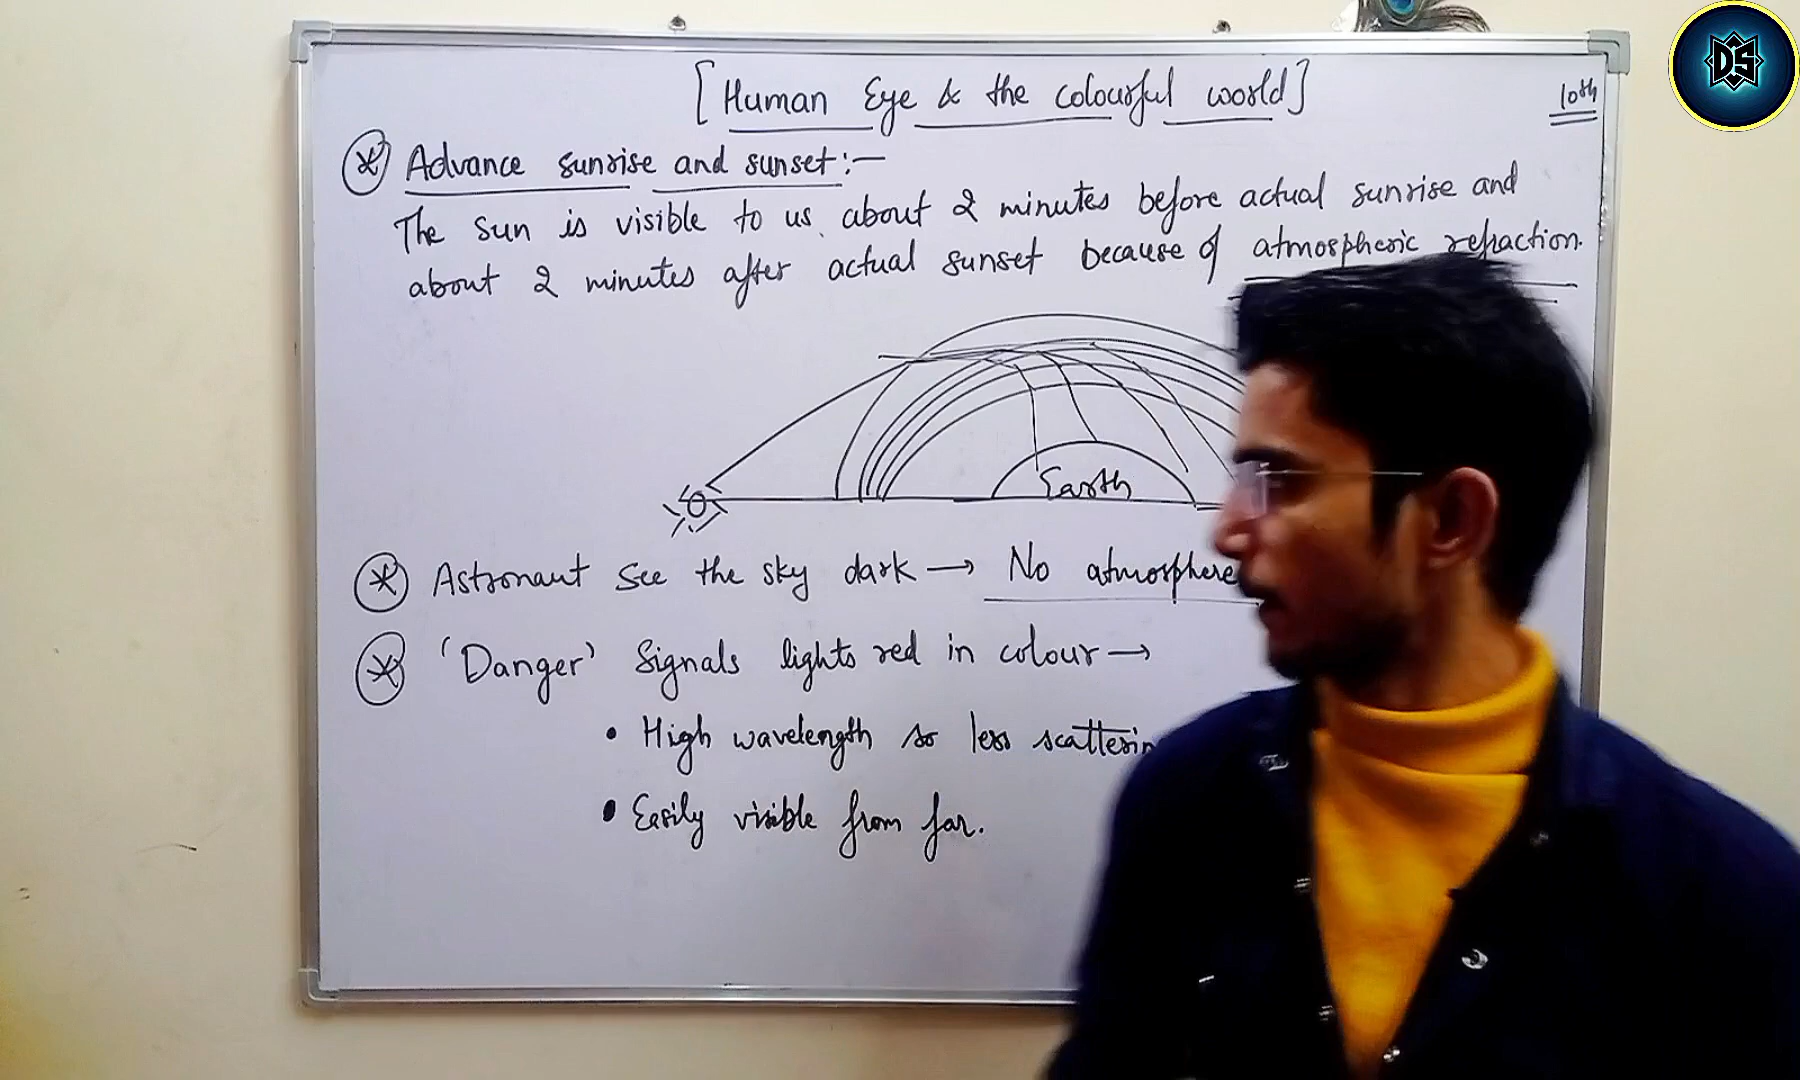 [Human Eye & the colourful world]
10th
Advance sunrise and sunset:—
The sun is visible to us about 2 minutes before actual sunrise and
about 2 minutes after actual sunset because of atmospheric refraction.
Earth
Astronaut see the sky dark → No atmosphere
'Danger' Signals lights red in colour →
• High wavelength so less scattering
• Easily visible from far.
DS